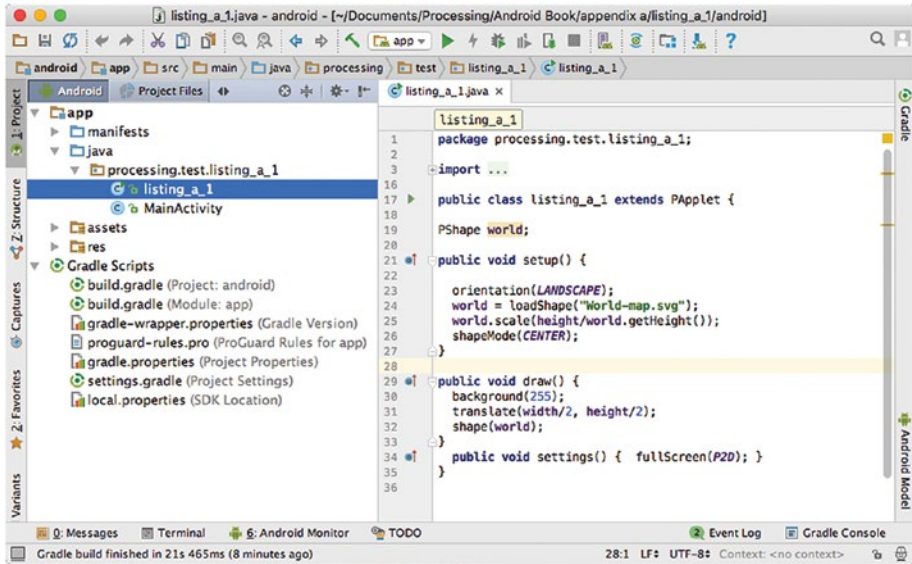 listing_a_1.java - android - [~/Documents/Processing/Android Book/appendix a/listing_a_1/android]
app
android app src main java processing test listing_a_1 listing_a_1
Android Project Files
listing_a_1.java
1: Project
Z: Structure
Captures
2: Favorites
Variants
app
manifests
java
processing.test.listing_a_1
listing_a_1
MainActivity
assets
res
Gradle Scripts
build.gradle (Project: android)
build.gradle (Module: app)
gradle-wrapper.properties (Gradle Version)
proguard-rules.pro (ProGuard Rules for app)
gradle.properties (Project Properties)
settings.gradle (Project Settings)
local.properties (SDK Location)
listing_a_1
1 package processing.test.listing_a_1;
2
3 import ...
16
17 public class listing_a_1 extends PApplet {
18
19 PShape world;
20
21 public void setup() {
22
23 orientation(LANDSCAPE);
24 world = loadShape("World-map.svg");
25 world.scale(height/world.getHeight());
26 shapeMode(CENTER);
27 }
28
29 public void draw() {
30 background(255);
31 translate(width/2, height/2);
32 shape(world);
33 }
34 public void settings() { fullScreen(P2D); }
35 }
36
Gradle
Android Model
0: Messages Terminal 6: Android Monitor TODO 2 Event Log Gradle Console
Gradle build finished in 21s 465ms (8 minutes ago) 28:1 LF UTF-8 Context: <no context>